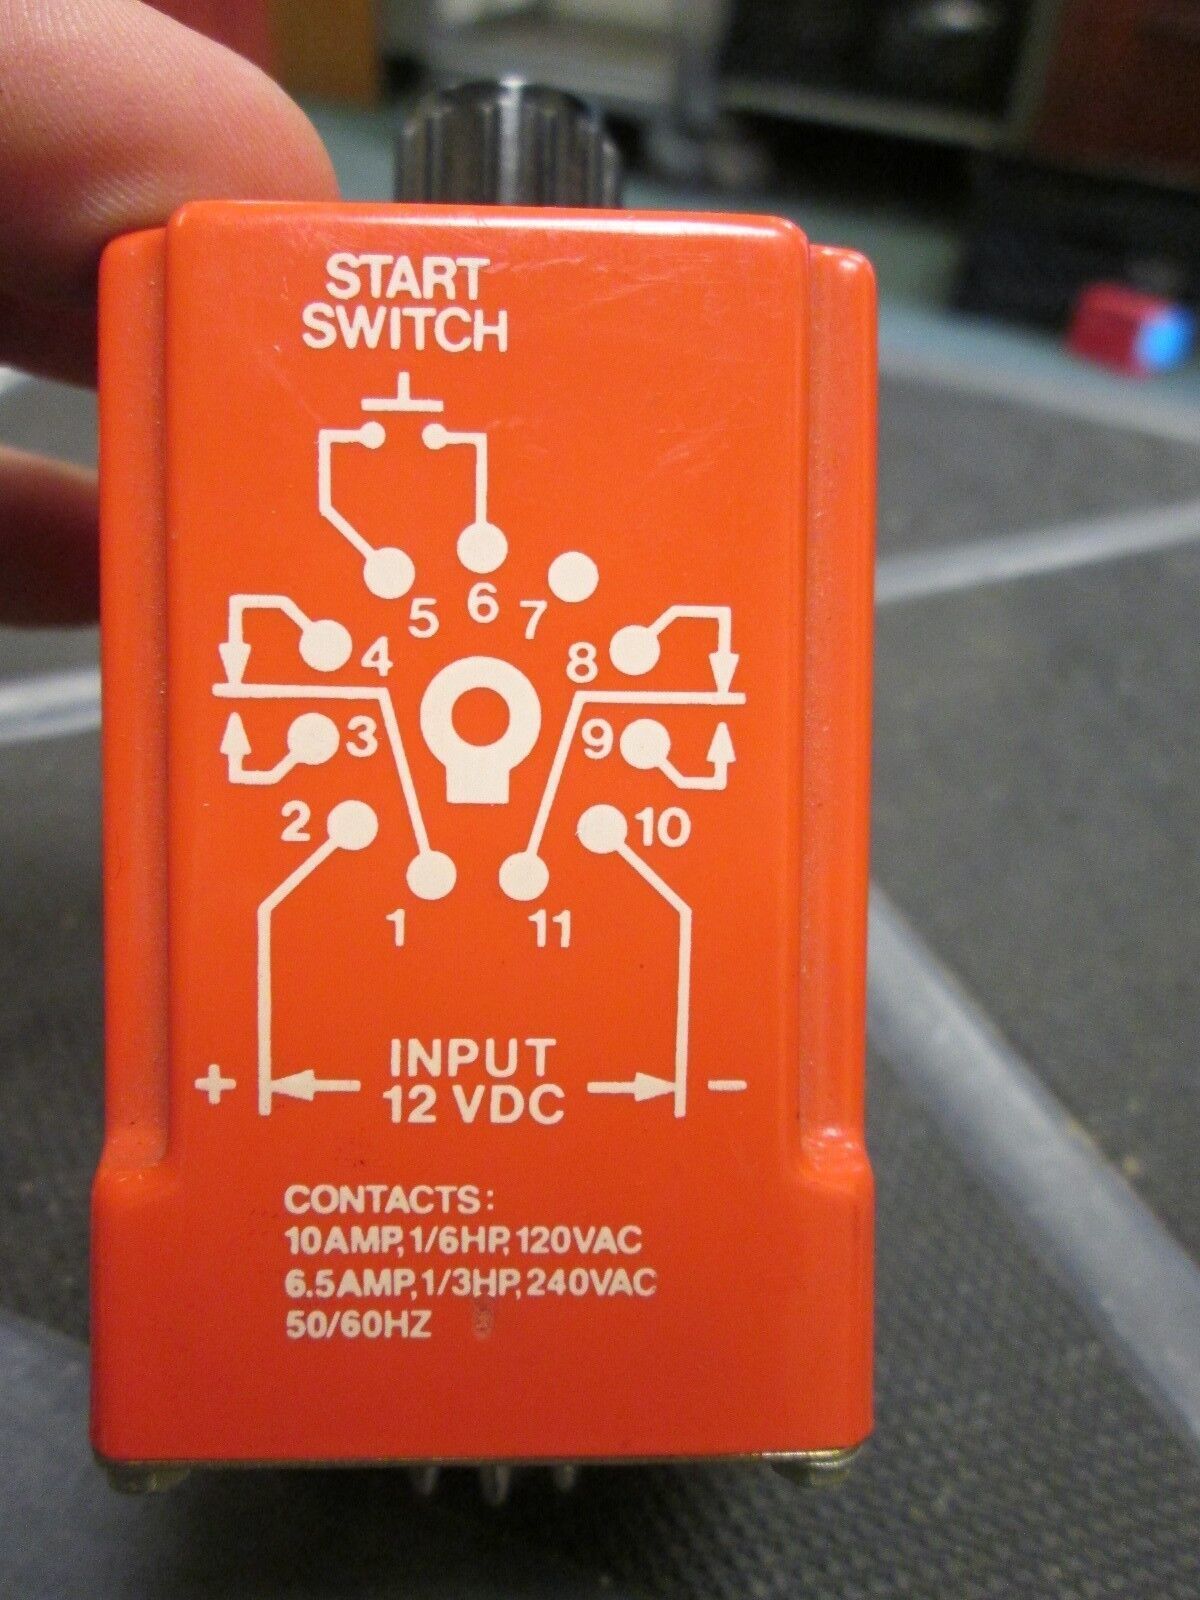 START
SWITCH
5 6 7
4 8
3 9
2 10
1 11
+ INPUT -
12 VDC
CONTACTS:
10AMP, 1/6HP, 120VAC
6.5AMP, 1/3HP, 240VAC
50/60HZ